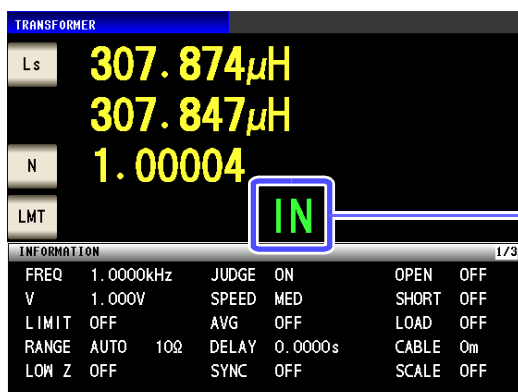 TRANSFORMER
Ls 307.874μH
307.847μH
N 1.00004
LMT IN
INFORMATION 1/3
FREQ 1.0000kHz JUDGE ON OPEN OFF
V 1.000V SPEED MED SHORT OFF
LIMIT OFF AVG OFF LOAD OFF
RANGE AUTO 10Ω DELAY 0.0000s CABLE 0m
LOW Z OFF SYNC OFF SCALE OFF